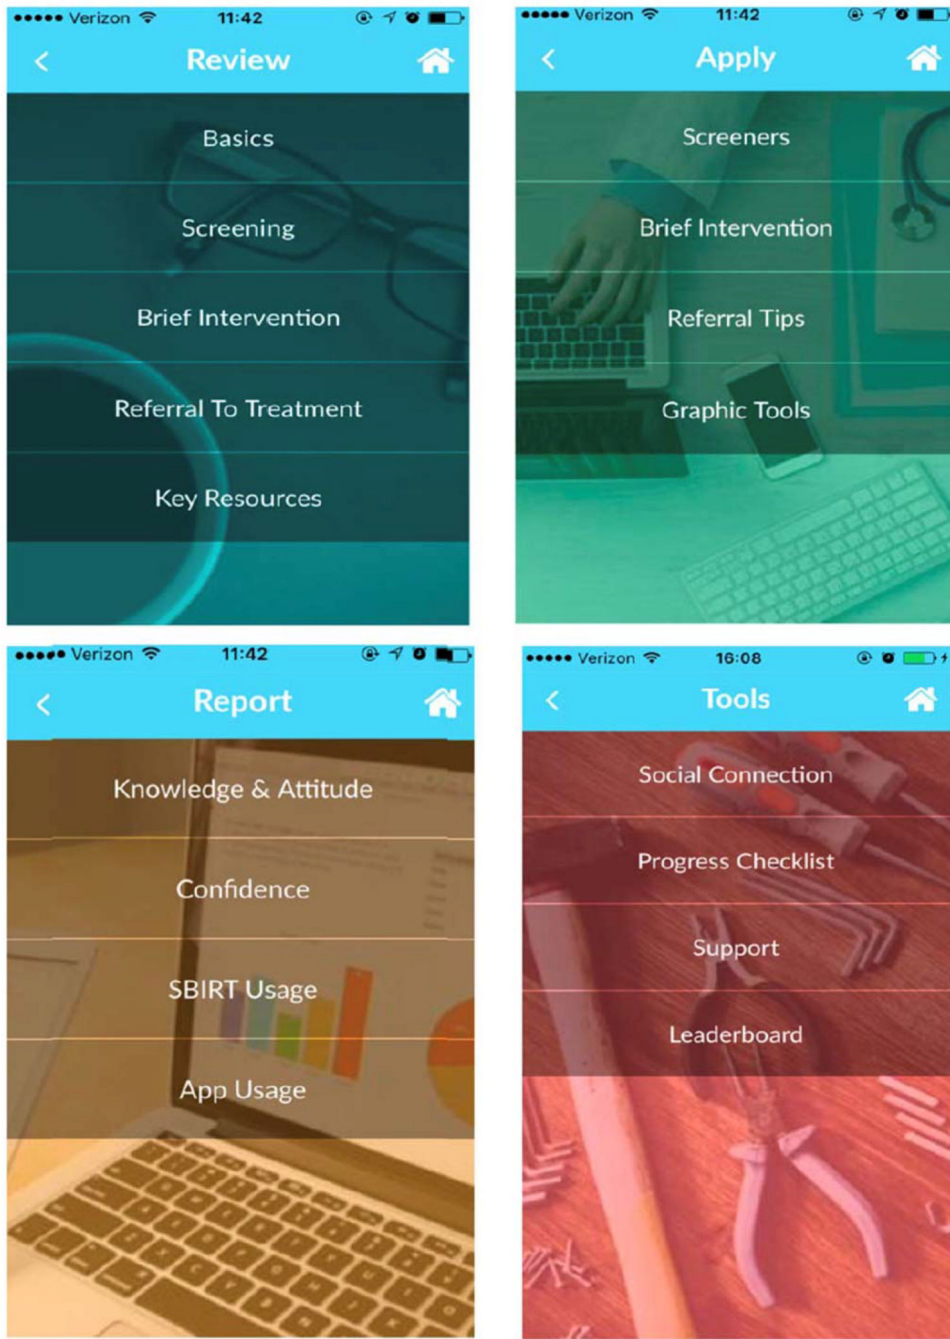 Verizon 11:42
Review
Basics
Screening
Brief Intervention
Referral To Treatment
Key Resources
Verizon 11:42
Apply
Screeners
Brief Intervention
Referral Tips
Graphic Tools
Verizon 11:42
Report
Knowledge & Attitude
Confidence
SBIRT Usage
App Usage
Verizon 16:08
Tools
Social Connection
Progress Checklist
Support
Leaderboard